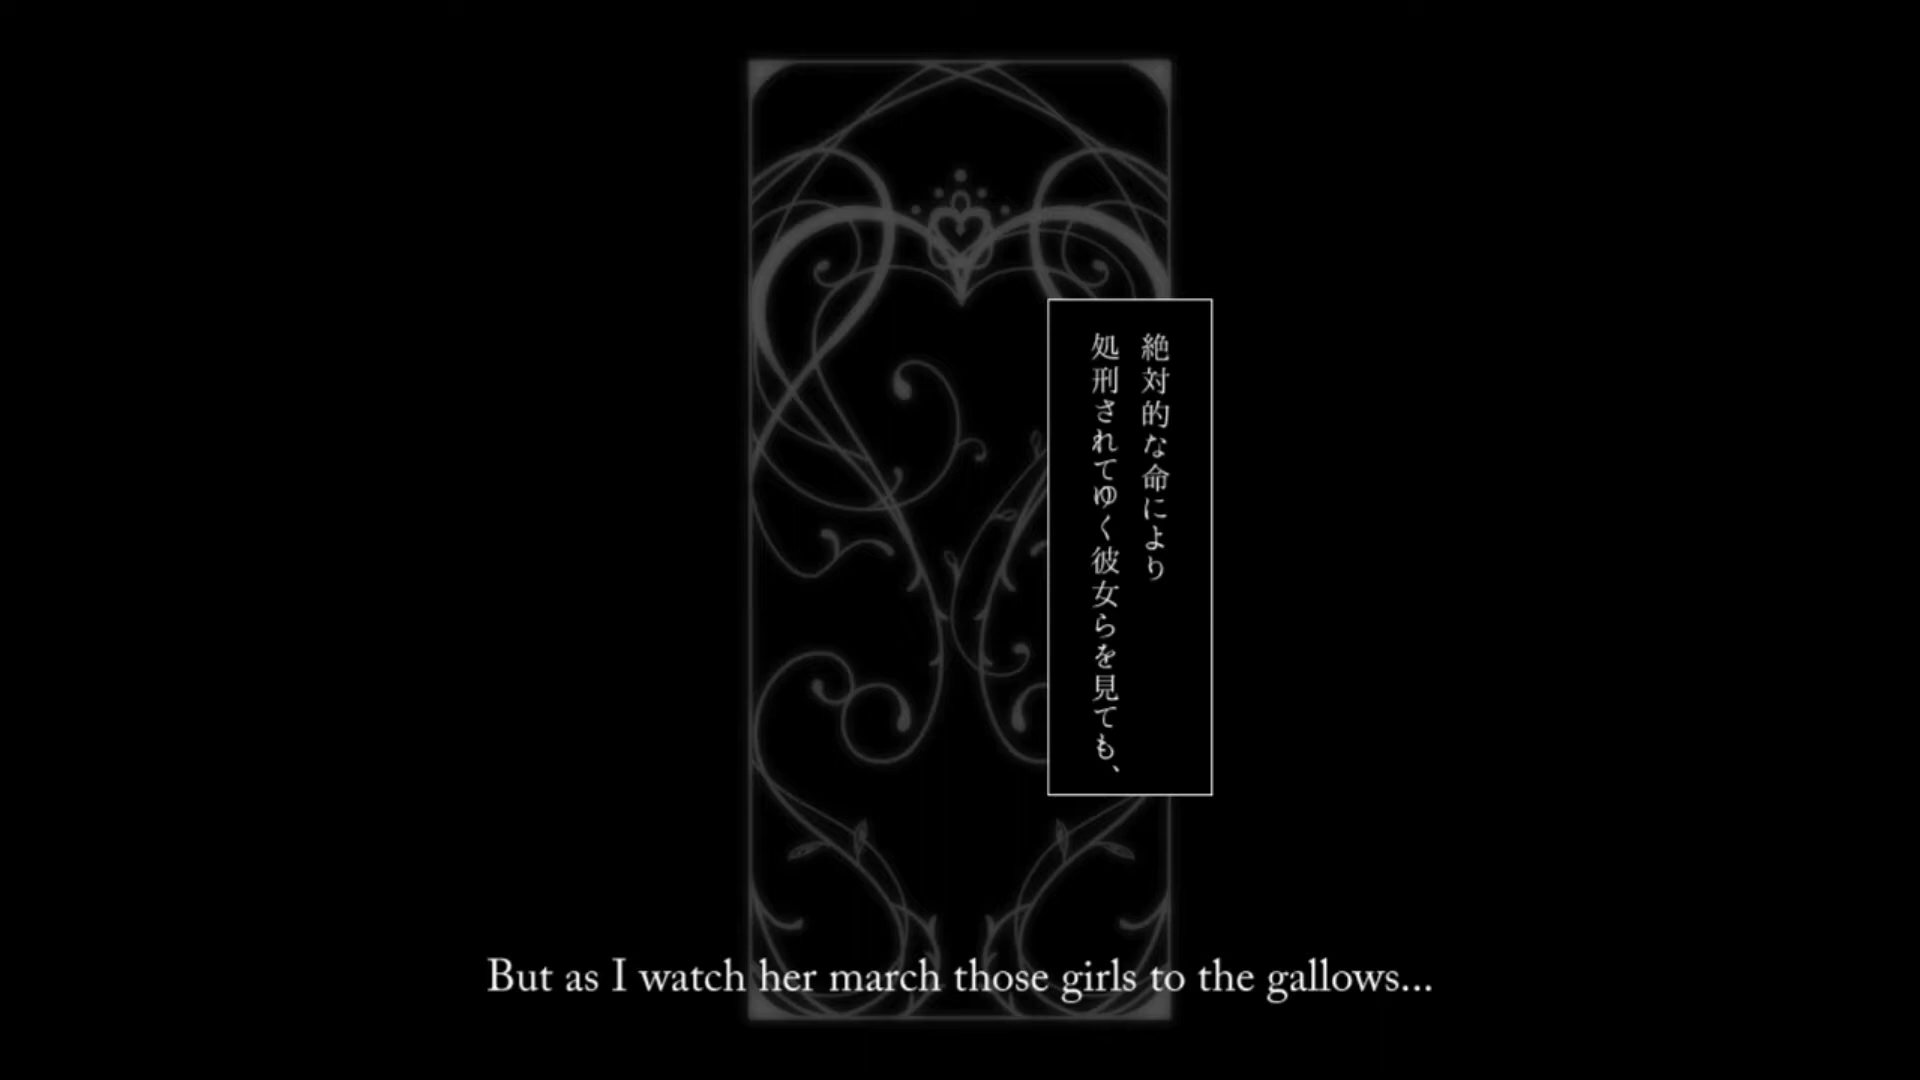 絶対的な命により
処刑されてゆく彼女らを見ても、
But as I watch her march those girls to the gallows...